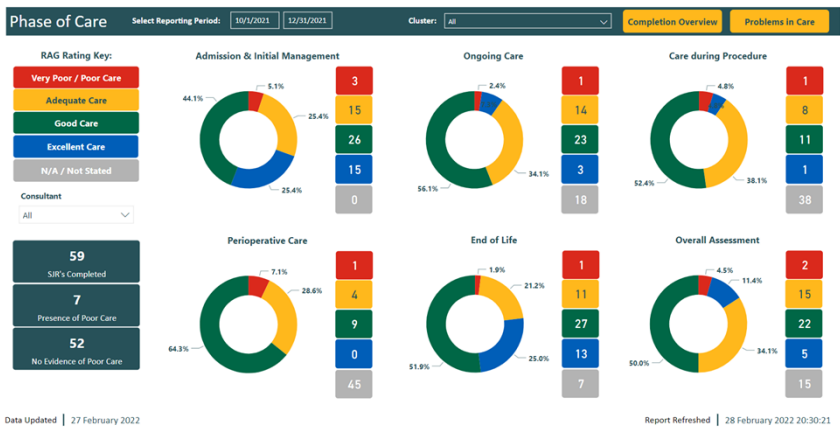 Phase of Care
Select Reporting Period:
10/1/2021
12/31/2021
Cluster:
All
Completion Overview
Problems in Care
RAG Rating Key:
Very Poor / Poor Care
Adequate Care
Good Care
Excellent Care
N/A / Not Stated
Consultant
All
59
SJR's Completed
7
Presence of Poor Care
52
No Evidence of Poor Care
Admission & Initial Management
5.1%
44.1%
25.4%
25.4%
3
15
26
15
0
Ongoing Care
2.4%
34.1%
56.1%
1
14
23
3
18
Care during Procedure
4.8%
38.1%
52.4%
1
8
11
1
38
Perioperative Care
7.1%
28.6%
64.3%
1
4
9
0
45
End of Life
1.9%
21.2%
25.0%
51.9%
1
11
27
13
7
Overall Assessment
4.5%
11.4%
34.1%
50.0%
2
15
22
5
15
Data Updated
27 February 2022
Report Refreshed
28 February 2022 20:30:21